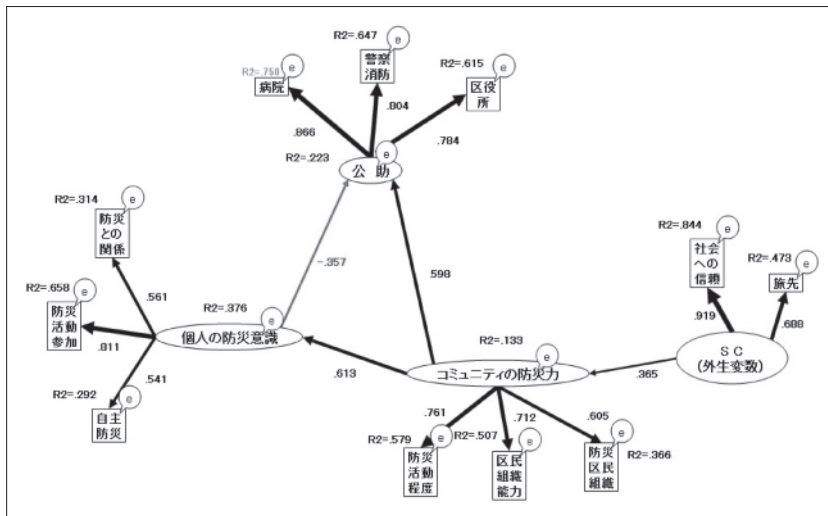 R2=.647
e
警察
消防
R2=.750
e
病院
R2=.615
e
区役
所
.866
.804
.784
R2=.223
e
公 助
R2=.314
e
防災
との
関係
R2=.844
e
社会
への
信頼
R2=.473
e
旅先
-.357
.598
R2=.658
e
防災
活動
参加
.561
.811
.541
R2=.376
e
個人の防災意識
.919
.688
SC
(外生変数)
R2=.133
e
コミュニティの防災力
.613
.365
R2=.292
e
自主
防災
.761
.712
.605
R2=.579
e
防災
活動
程度
R2=.507
e
区民
組織
能力
e
防災
区民
組織
R2=.366